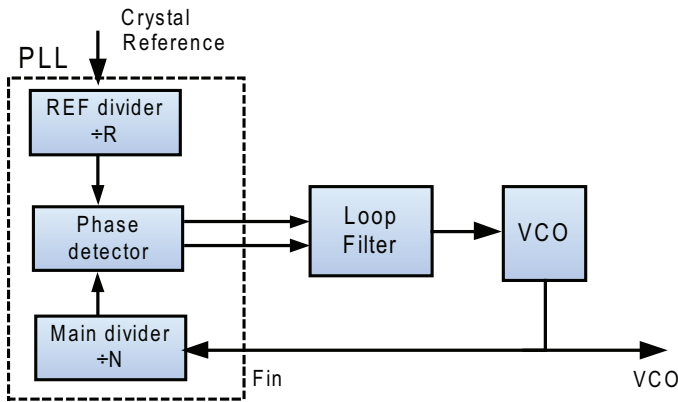 Crystal
Reference
PLL
REF divider
÷R
Phase
detector
Loop
Filter
VCO
Main divider
÷N
Fin
VCO